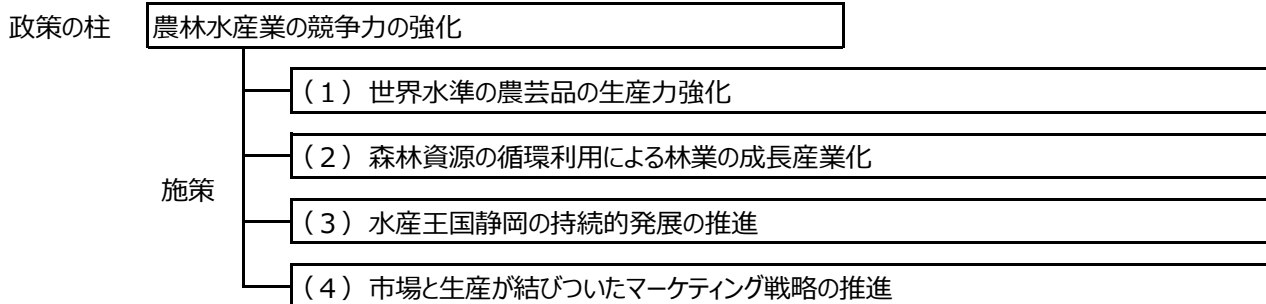 政策の柱 農林水産業の競争力の強化
（１）世界水準の農芸品の生産力強化
（２）森林資源の循環利用による林業の成長産業化
施策
（３）水産王国静岡の持続的発展の推進
（４）市場と生産が結びついたマーケティング戦略の推進